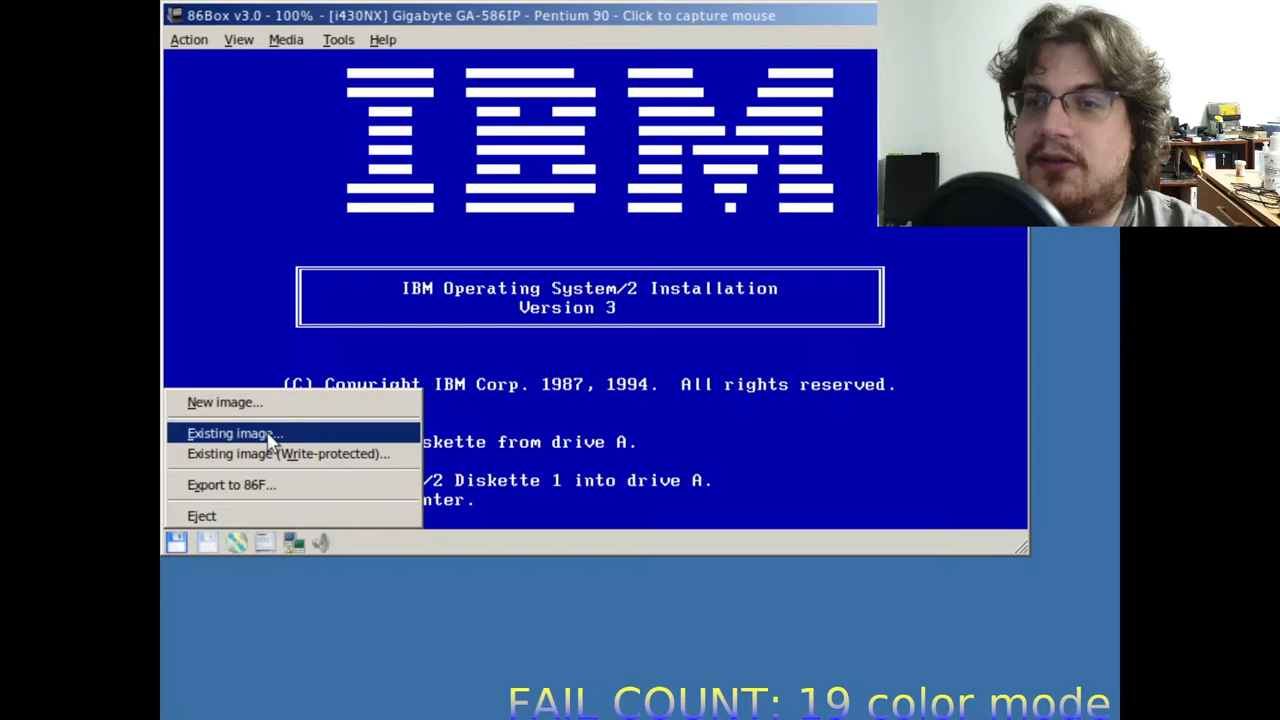 86Box v3.0 - 100% - [i430NX] Gigabyte GA-586IP - Pentium 90 - Click to capture mouse
Action View Media Tools Help
IBM
IBM Operating System/2 Installation
Version 3
(C) Copyright IBM Corp. 1987, 1994. All rights reserved.
New image...
Existing image...
skette from drive A.
Existing image (Write-protected)...
/2 Diskette 1 into drive A.
Export to 86F...
nter.
Eject
FAIL COUNT: 19 color mode